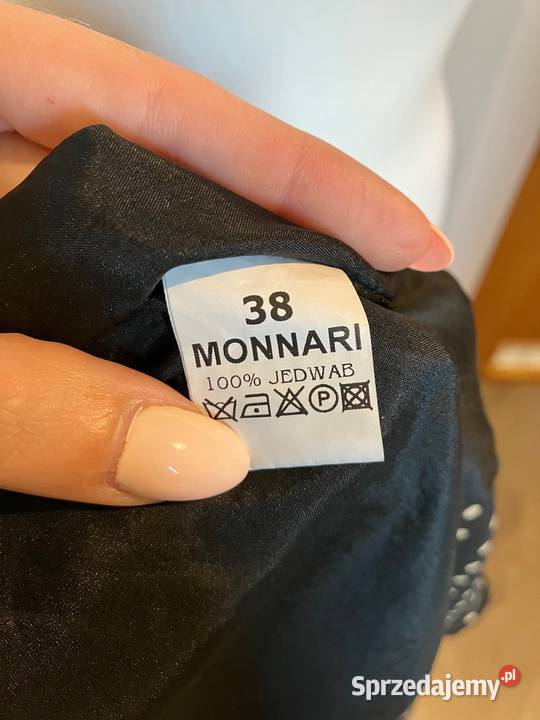 38
MONNARI
100% JEDWAB
P
Sprzedajemy.pl